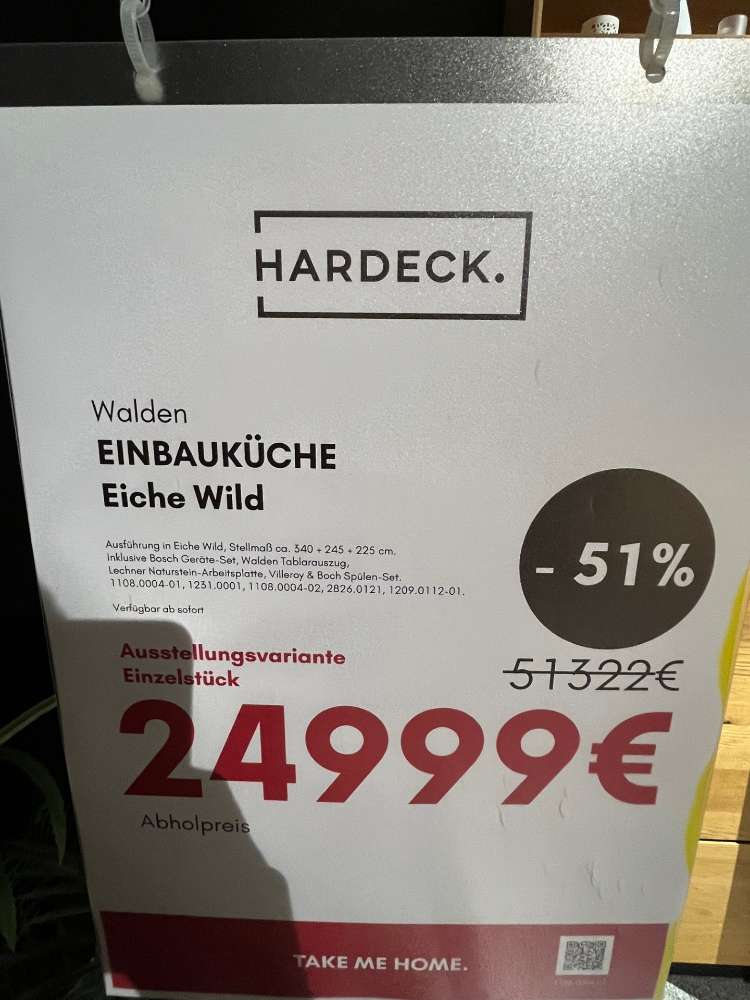 HARDECK.
Walden
EINBAUKÜCHE
Eiche Wild
Ausführung in Eiche Wild, Stellmaß ca. 340 + 245 + 225 cm.
Inklusive Bosch Geräte-Set, Walden Tablarauszug,
Lechner Naturstein-Arbeitsplatte, Villeroy & Boch Spülen-Set.
1108.0004-01, 1231.0001, 1108.0004-02, 2826.0121, 1209.0112-01.
Verfügbar ab sofort
- 51%
Ausstellungsvariante
Einzelstück
51322€
24999€
Abholpreis
TAKE ME HOME.